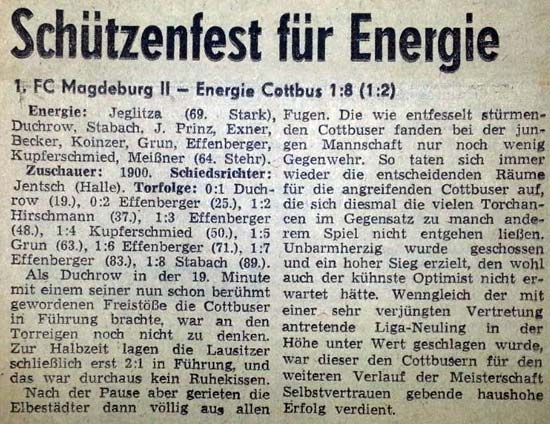 Schützenfest für Energie
1. FC Magdeburg II — Energie Cottbus 1:8 (1:2)
Energie: Jeglitza (69. Stark),
Duchrow, Stabach, J. Prinz, Exner,
Becker, Koinzer, Grun, Effenberger,
Kupferschmied, Meißner (64. Stehr).
Zuschauer: 1900. Schiedsrichter:
Jentsch (Halle). Torfolge: 0:1 Duch-
row (19.), 0:2 Effenberger (25.), 1:2
Hirschmann (37.), 1:3 Effenberger
(48.), 1:4 Kupferschmied (50.), 1:5
Grun (63.), 1:6 Effenberger (71.), 1:7
Effenberger (83.), 1:8 Stabach (89.).
Als Duchrow in der 19. Minute
mit einem seiner nun schon berühmt
gewordenen Freistöße die Cottbuser
in Führung brachte, war an den
Torreigen noch nicht zu denken.
Zur Halbzeit lagen die Lausitzer
schließlich erst 2:1 in Führung, und
das war durchaus kein Ruhekissen.
Nach der Pause aber gerieten die
Elbestädter dann völlig aus allen
Fugen. Die wie entfesselt stürmen-
den Cottbuser fanden bei der jun-
gen Mannschaft nur noch wenig
Gegenwehr. So taten sich immer
wieder die entscheidenden Räume
für die angreifenden Cottbuser auf,
die sich diesmal die vielen Torchan-
cen im Gegensatz zu manch ande-
rem Spiel nicht entgehen ließen.
Unbarmherzig wurde geschossen
und ein hoher Sieg erzielt, den wohl
auch der kühnste Optimist nicht er-
wartet hätte. Wenngleich der mit
einer sehr verjüngten Vertretung
antretende Liga-Neuling in der
Höhe unter Wert geschlagen wurde,
war dieser den Cottbusern für den
weiteren Verlauf der Meisterschaft
Selbstvertrauen gebende haushohe
Erfolg verdient.